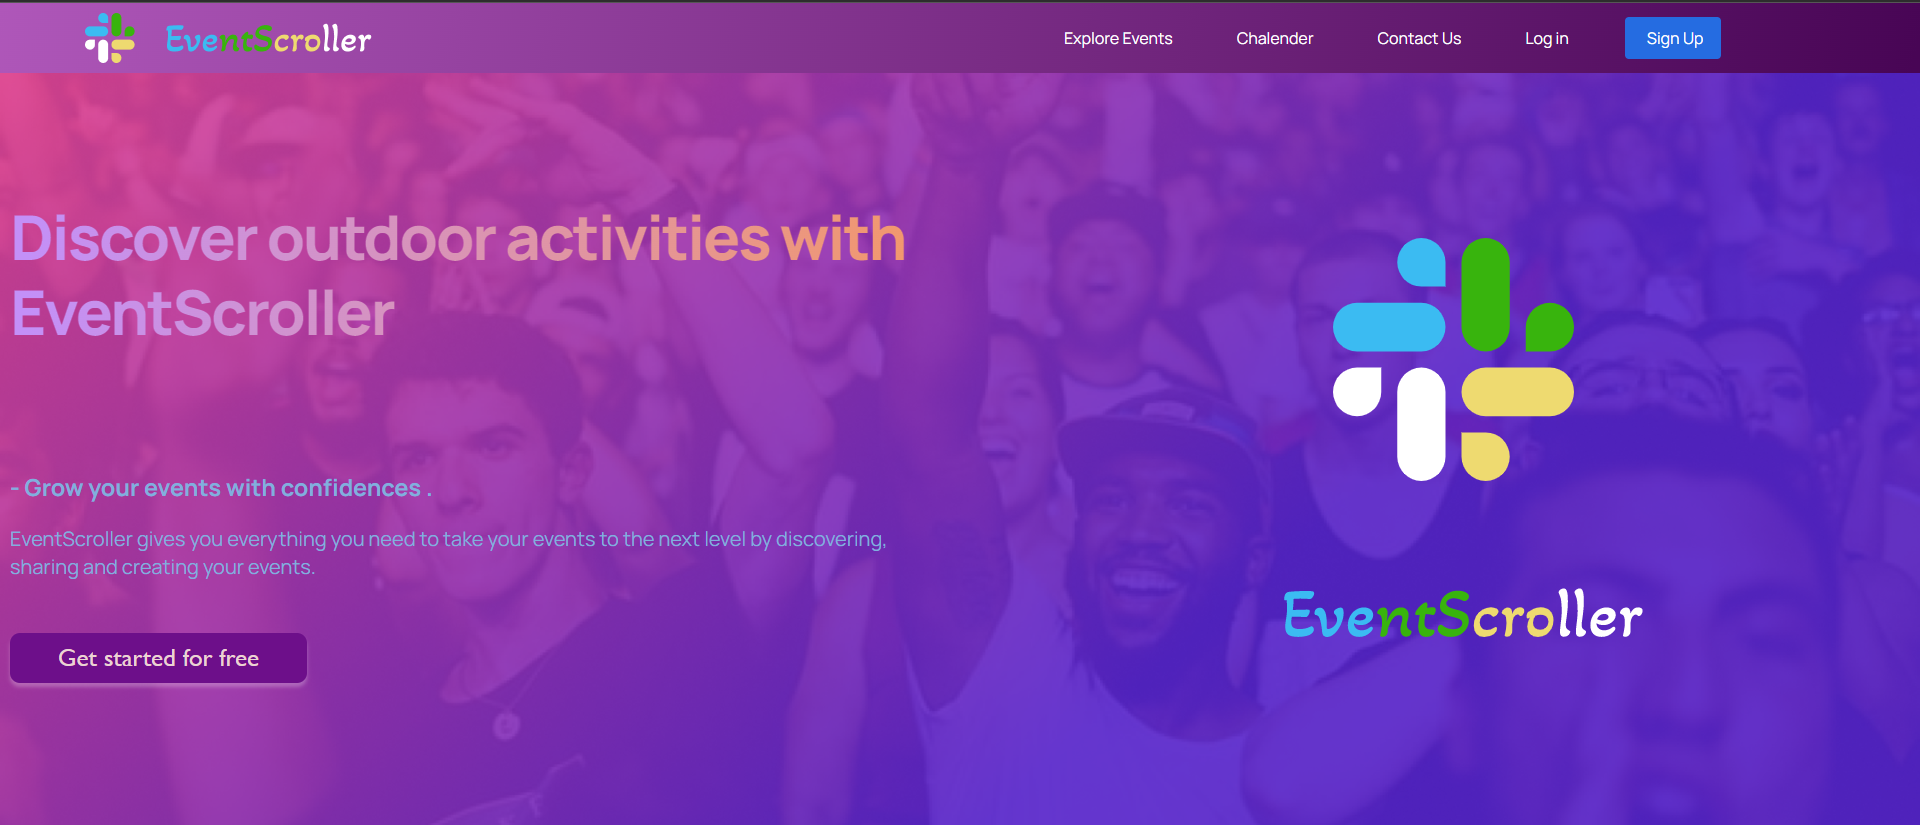 EventScroller
Explore Events
Chalender
Contact Us
Log in
Sign Up
Discover outdoor activities with
EventScroller
- Grow your events with confidences .
EventScroller gives you everything you need to take your events to the next level by discovering,
sharing and creating your events.
Get started for free
EventScroller